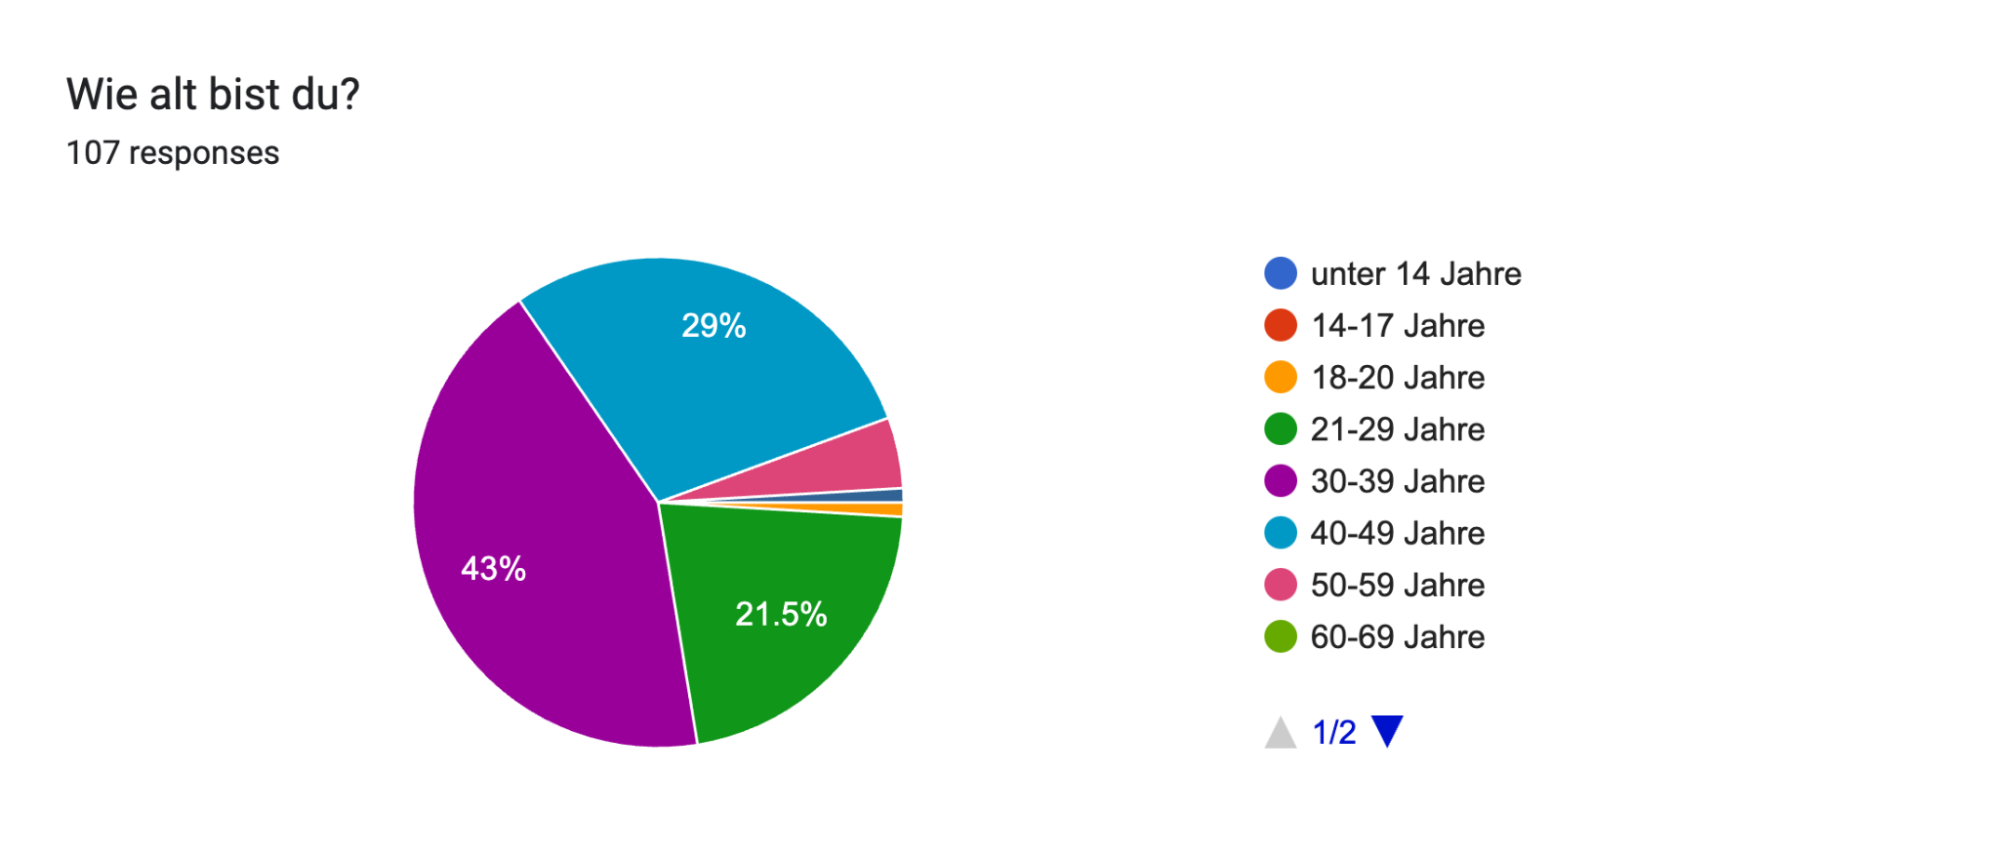 Wie alt bist du?
107 responses
29%
43%
21.5%
unter 14 Jahre
14-17 Jahre
18-20 Jahre
21-29 Jahre
30-39 Jahre
40-49 Jahre
50-59 Jahre
60-69 Jahre
1/2